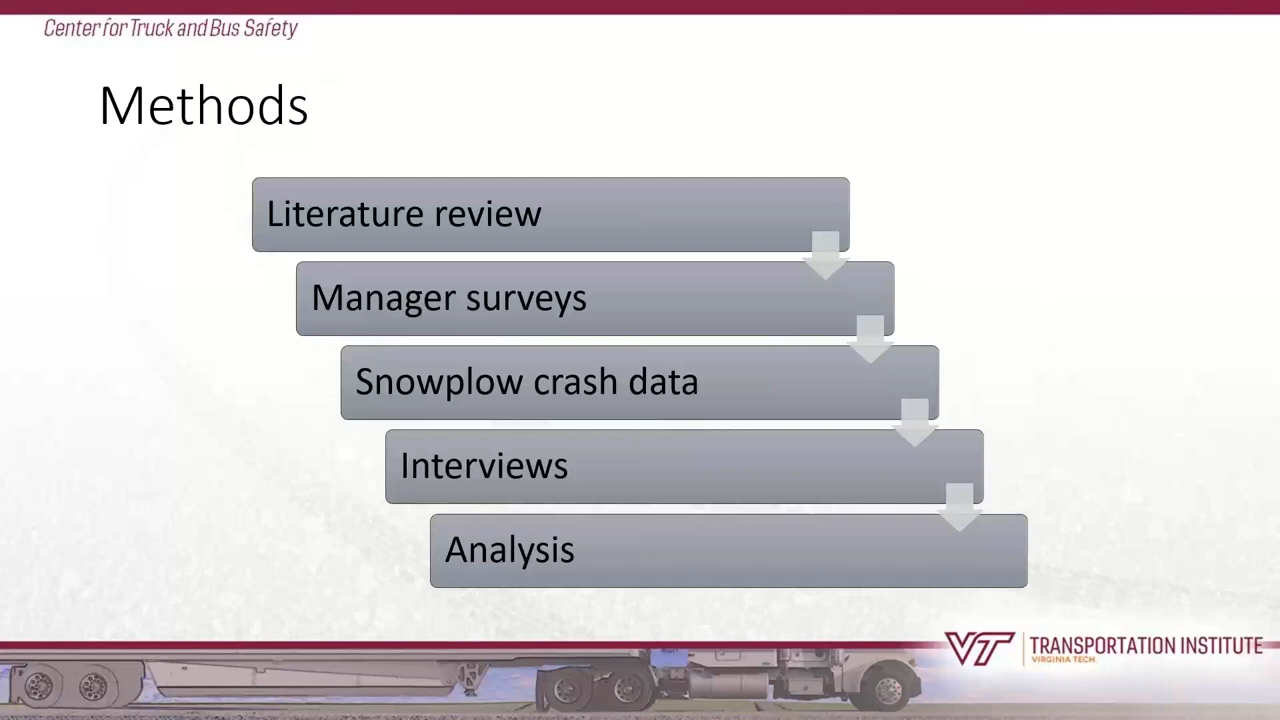 Center for Truck and Bus Safety
Methods
Literature review
Manager surveys
Snowplow crash data
Interviews
Analysis
VT TRANSPORTATION INSTITUTE
VIRGINIA TECH.